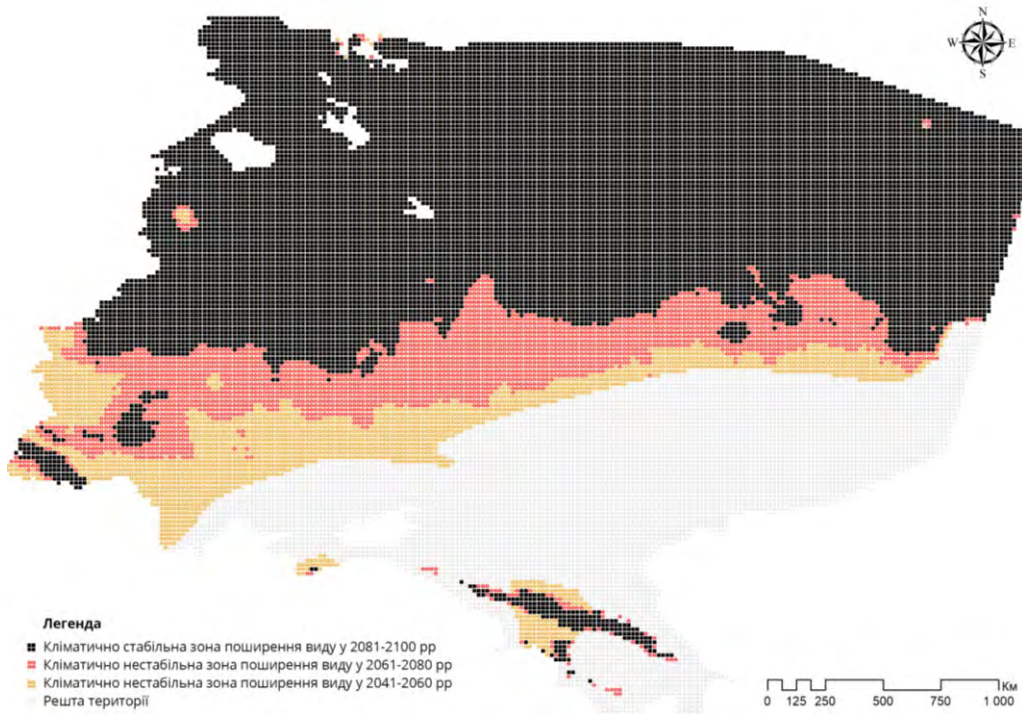 N
W E
S
Легенда
Кліматично стабільна зона поширення виду у 2081-2100 рр
Кліматично нестабільна зона поширення виду у 2061-2080 рр
Кліматично нестабільна зона поширення виду у 2041-2060 рр
Решта території
Км
0 125 250 500 750 1 000